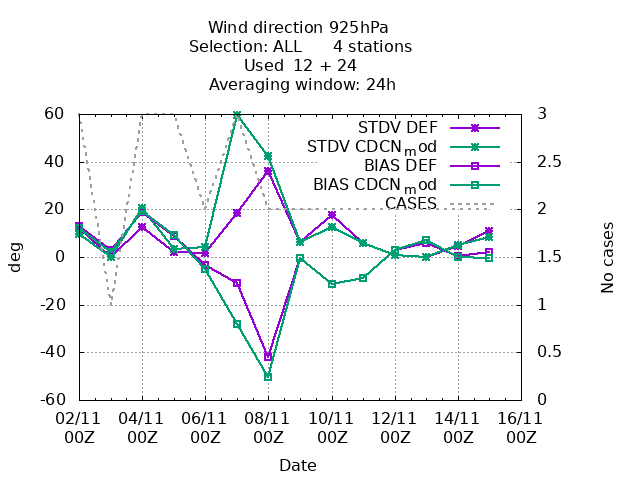 Wind direction 925hPa
Selection: ALL 4 stations
Used 12 + 24
Averaging window: 24h
60 3
STDV DEF
STDV CDCN_mod
40 2.5
BIAS DEF
BIAS CDCN_mod
CASES
20 2
deg
0 1.5
No cases
-20 1
-40 0.5
-60 0
02/11 04/11 06/11 08/11 10/11 12/11 14/11 16/11
00Z 00Z 00Z 00Z 00Z 00Z 00Z 00Z
Date